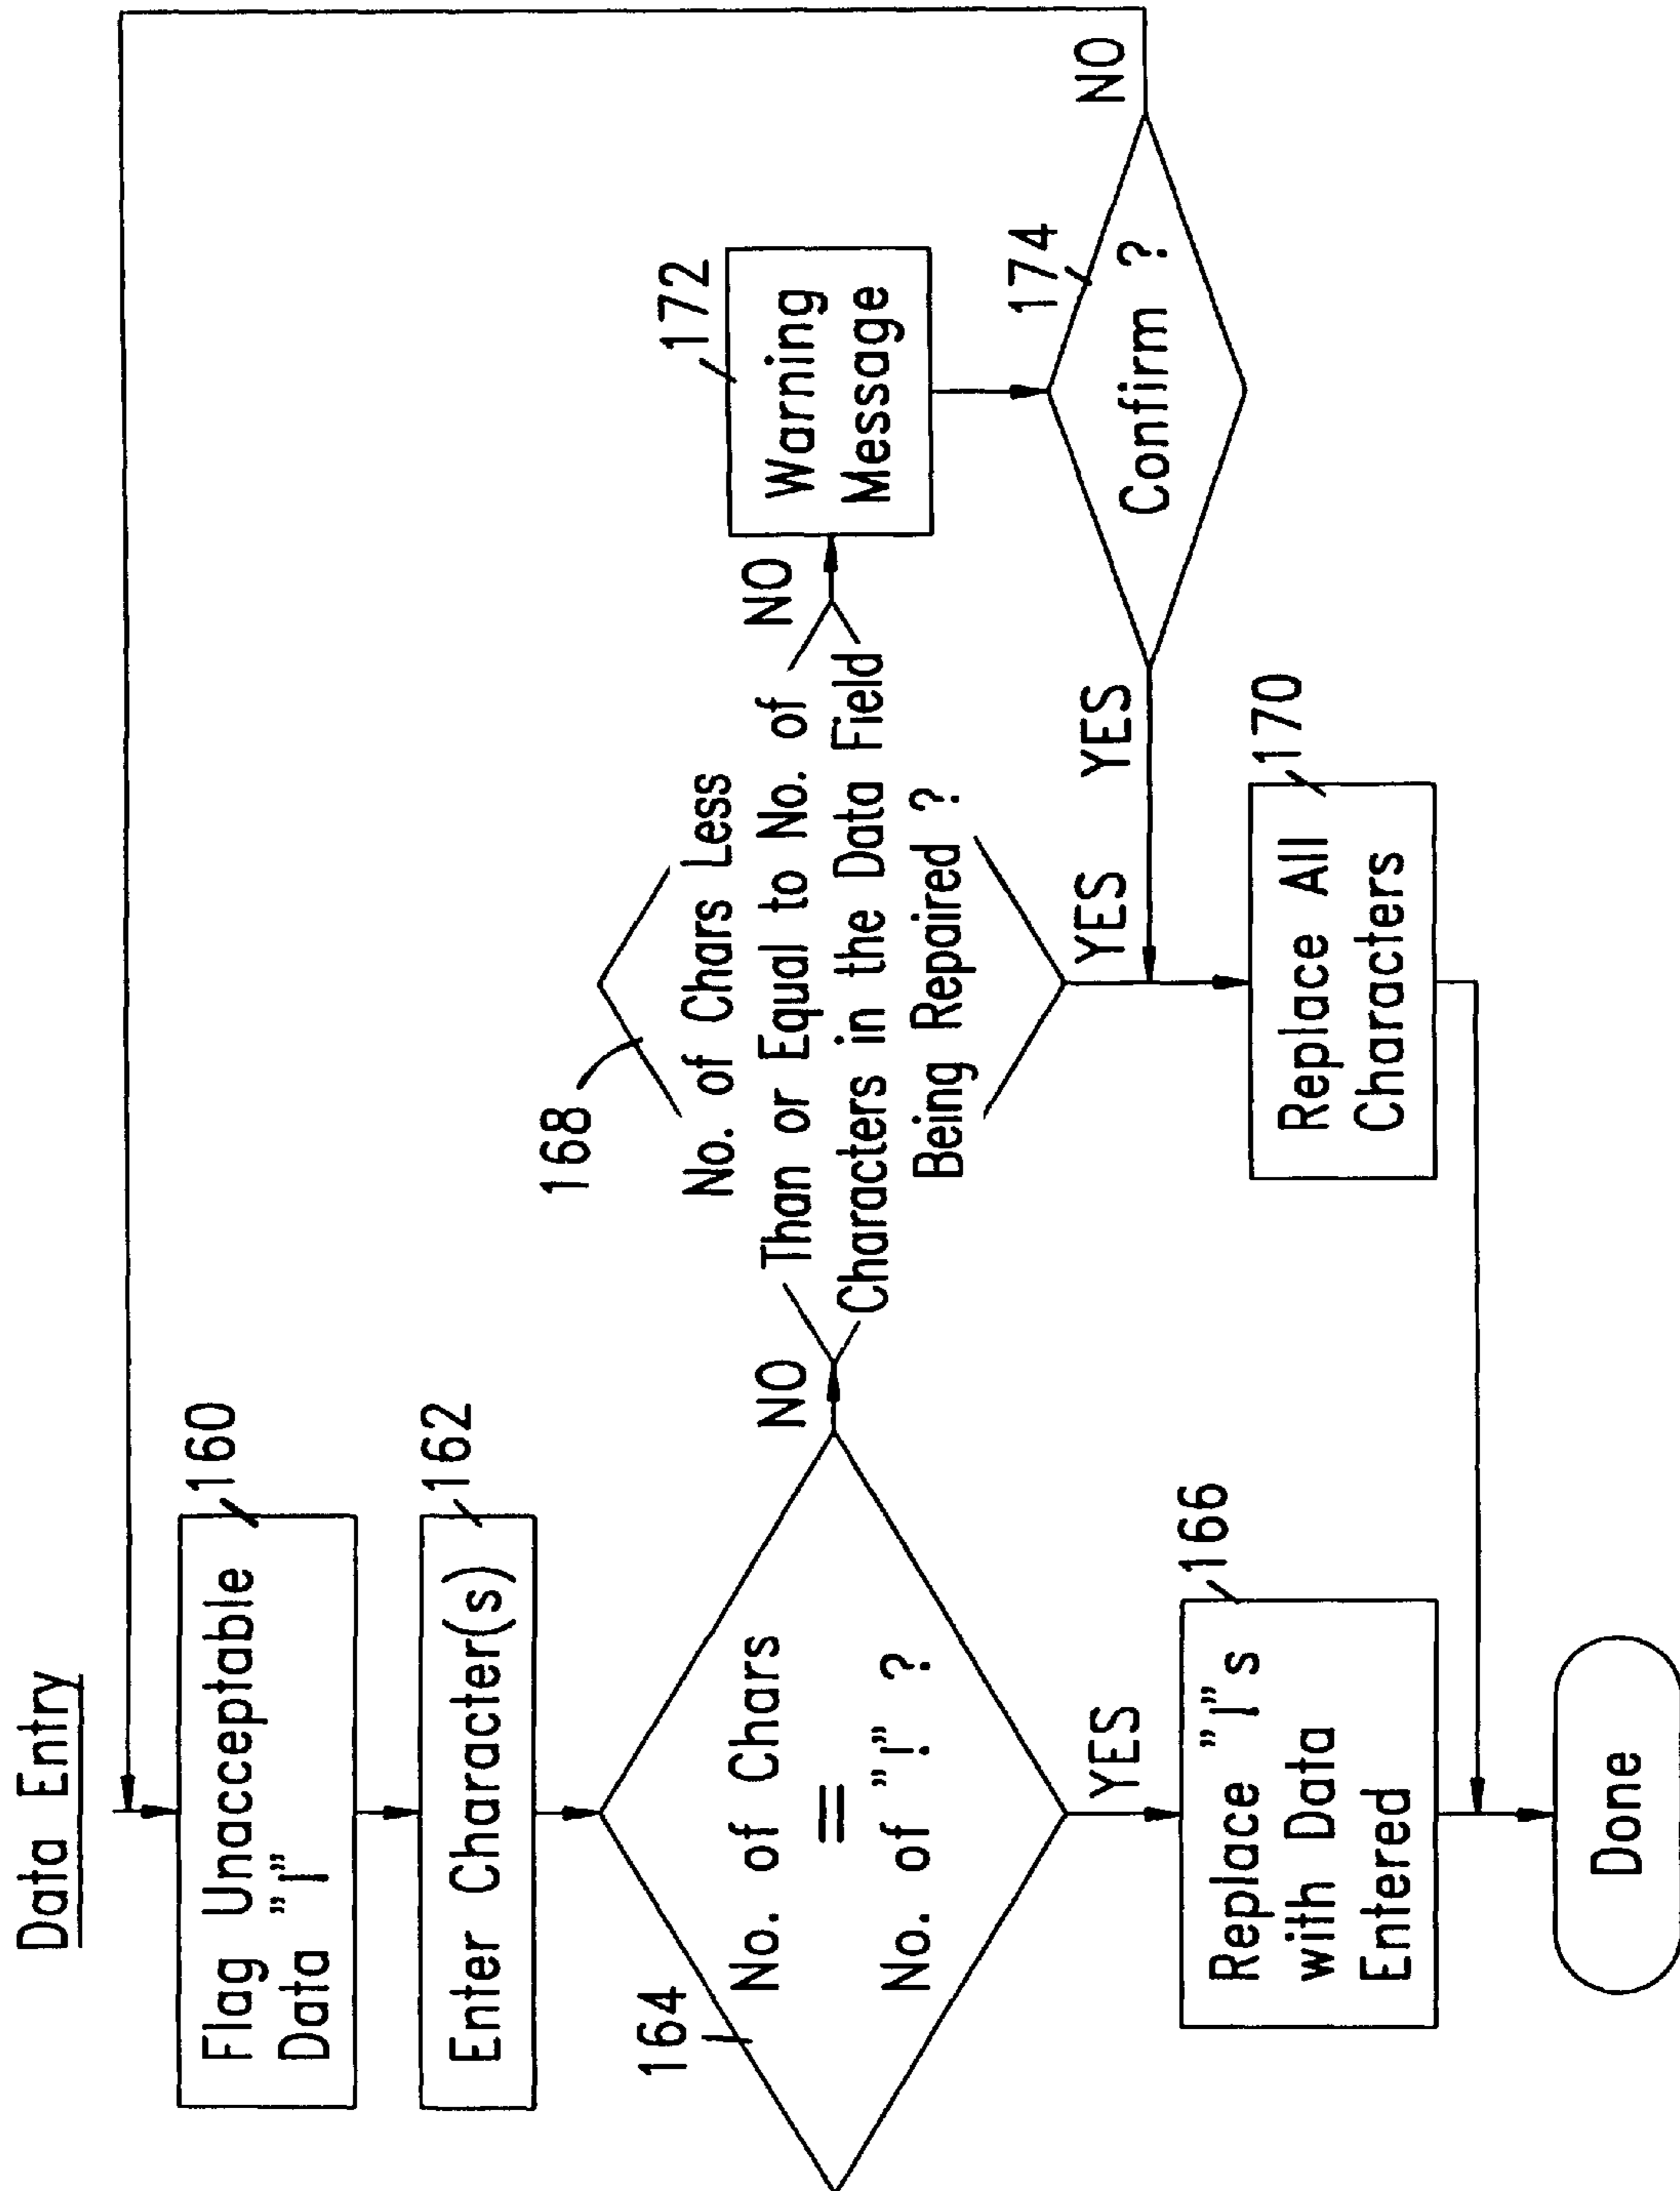 Data Entry
160
Flag Unacceptable
Data "|"
162
Enter Character(s)
164
No. of Chars
=
No. of "|" ?
NO
YES
166
Replace "|"s
with Data
Entered
Done
168
No. of Chars Less
Than or Equal to No. of
Characters in the Data Field
Being Repaired ?
NO
YES
170
Replace All
Characters
172
Warning
Message
174
Confirm ?
YES
NO